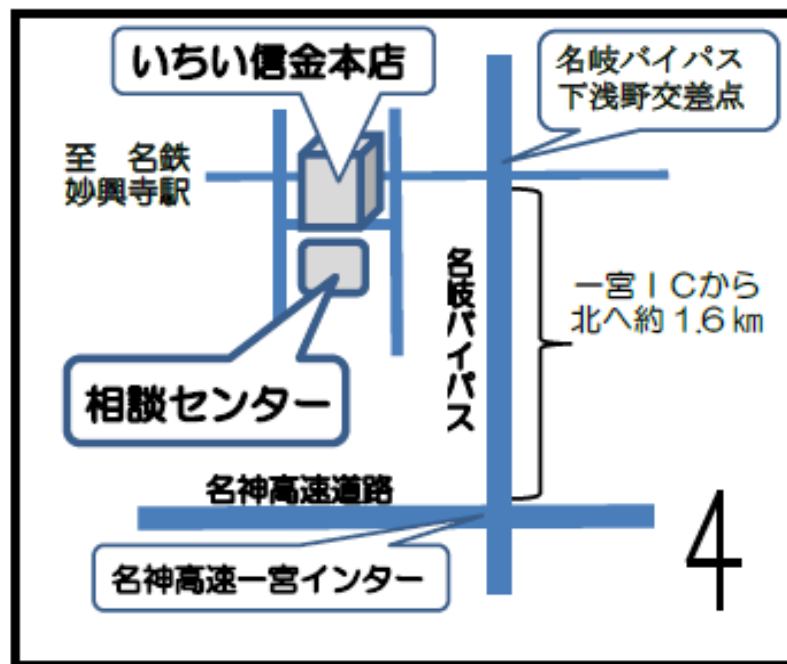 いちい信金本店
名岐バイパス
下浅野交差点
至 名鉄
妙興寺駅
名岐バイパス
一宮ＩＣから
北へ約1.6㎞
相談センター
名神高速道路
名神高速一宮インター